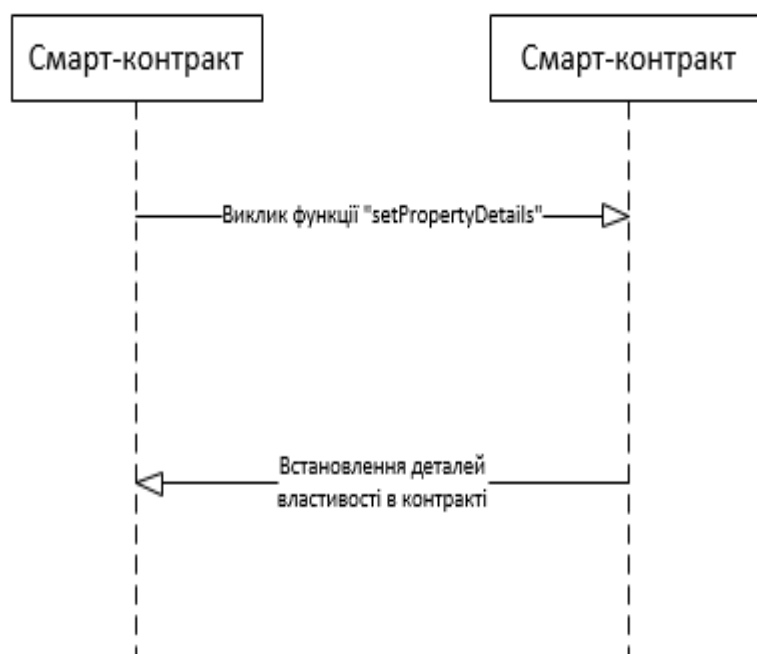 Смарт-контракт
Смарт-контракт
Виклик функції "setPropertyDetails"
Встановлення деталей
властивості в контракті